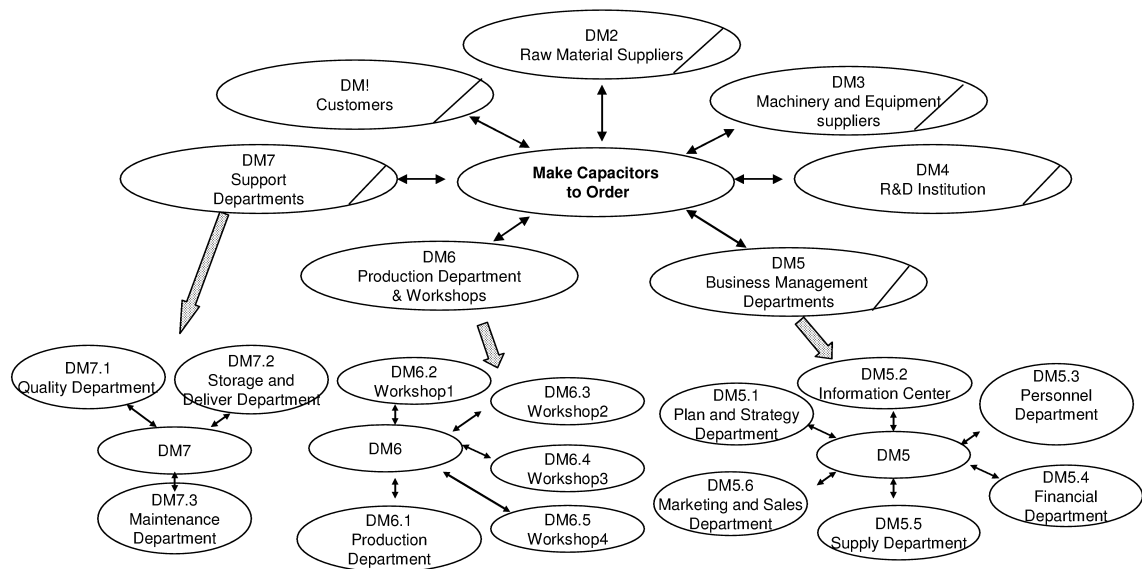 DM2
Raw Material Suppliers
DM!
Customers
DM3
Machinery and Equipment
suppliers
DM7
Support
Departments
Make Capacitors
to Order
DM4
R&D Institution
DM6
Production Department
& Workshops
DM5
Business Management
Departments
DM7.1
Quality Department
DM7.2
Storage and
Deliver Department
DM7
DM7.3
Maintenance
Department
DM6.2
Workshop1
DM6.3
Workshop2
DM6
DM6.4
Workshop3
DM6.1
Production
Department
DM6.5
Workshop4
DM5.2
Information Center
DM5.3
Personnel
Department
DM5.1
Plan and Strategy
Department
DM5
DM5.6
Marketing and Sales
Department
DM5.4
Financial
Department
DM5.5
Supply Department